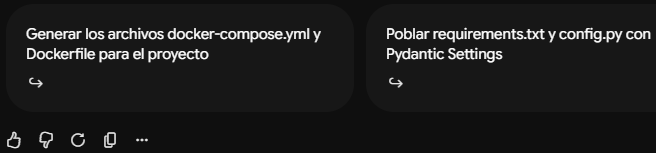 Generar los archivos docker-compose.yml y
Dockerfile para el proyecto
Poblar requirements.txt y config.py con
Pydantic Settings